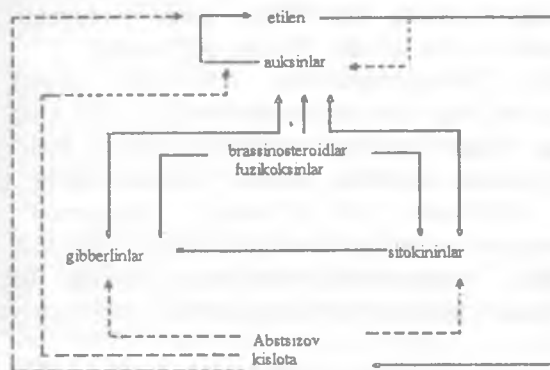 etilen
auksinlar
brassinosteroidlar
fuzikoksinlar
gibberlinlar
sitokininlar
Abstsizov
kislota